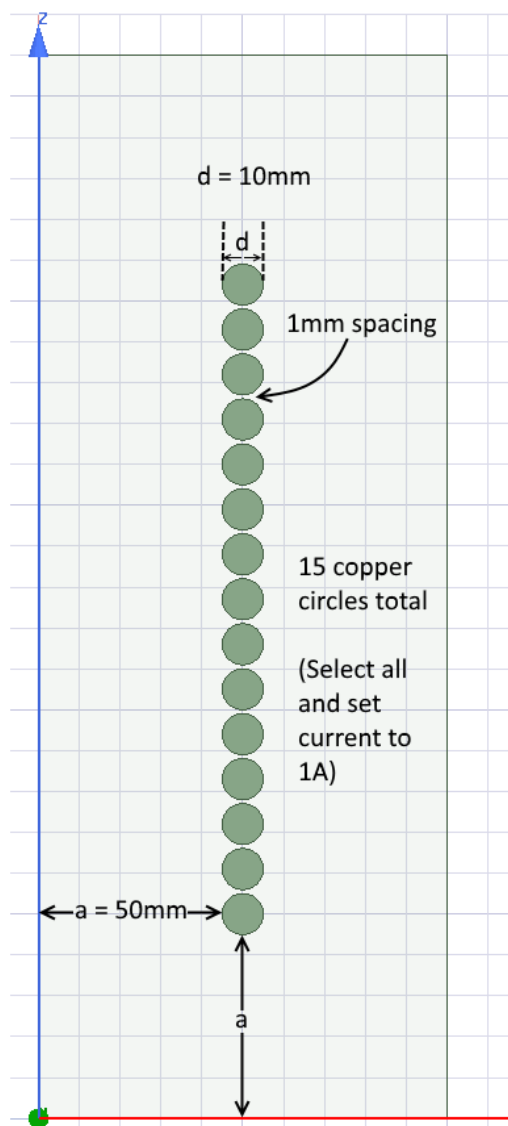 Z
d = 10mm
d
1mm spacing
15 copper
circles total
(Select all
and set
current to
1A)
a = 50mm
a